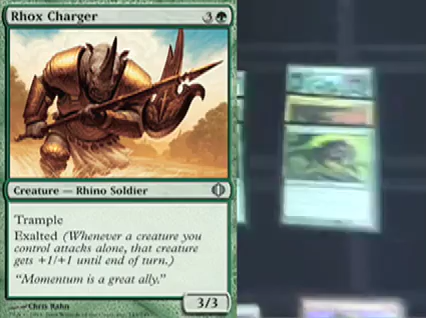 Rhox Charger 3
Creature — Rhino Soldier
Trample
Exalted (Whenever a creature you
control attacks alone, that creature
gets +1/+1 until end of turn.)
"Momentum is a great ally."
Chris Rahn
3/3